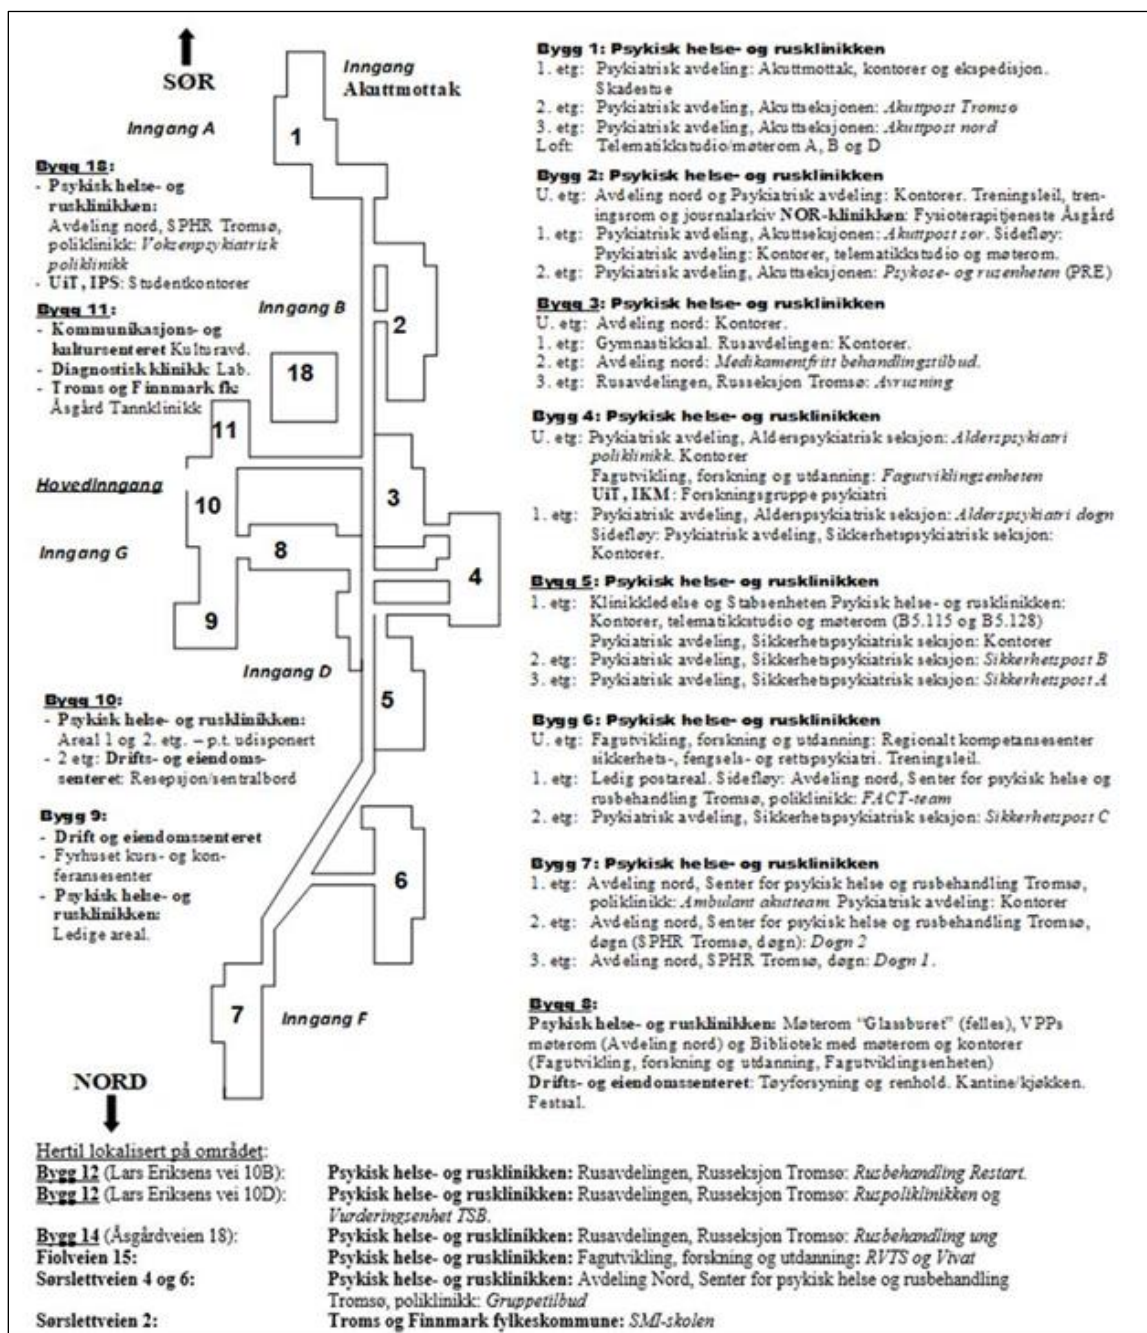 SØR
Inngang
Akuttmottak
Inngang A
1
Bygg 18:
- Psykisk helse- og
rusklinikken:
Avdeling nord, SPHR Tromsø,
poliklinikk: Voksenpsykiatrisk
poliklinikk
- UiT, IPS: Studentkontorer
Inngang B
2
18
Bygg 11:
- Kommunikasjons- og
kultursenteret Kulturavd.
- Diagnostisk klinikk: Lab.
- Troms og Finnmark fk:
Åsgård Tannklinikk
11
Hovedinngang
10
3
Inngang G
8
4
9
Inngang D
5
Bygg 10:
- Psykisk helse- og rusklinikken:
Areal 1 og 2. etg. – p.t. udisponert
- 2 etg: Drifts- og eiendoms-
senteret: Resepsjon/sentralbord
Bygg 9:
- Drift og eiendomssenteret
- Fyrhuset kurs- og kon-
feransesenter
- Psykisk helse- og
rusklinikken:
Ledige areal.
6
7
Inngang F
NORD
Bygg 1: Psykisk helse- og rusklinikken
1. etg: Psykiatrisk avdeling: Akuttmottak, kontorer og ekspedisjon.
Skadestue
2. etg: Psykiatrisk avdeling, Akuttseksjonen: Akuttpost Tromsø
3. etg: Psykiatrisk avdeling, Akuttseksjonen: Akuttpost nord
Loft: Telematikkstudio/møterom A, B og D
Bygg 2: Psykisk helse- og rusklinikken
U. etg: Avdeling nord og Psykiatrisk avdeling: Kontorer. Treningsleil, tren-
ingsrom og journalarkiv NOR-klinikken: Fysioterapitjeneste Åsgård
1. etg: Psykiatrisk avdeling, Akuttseksjonen: Akuttpost sør. Sidefløy:
Psykiatrisk avdeling: Kontorer, telematikkstudio og møterom.
2. etg: Psykiatrisk avdeling, Akuttseksjonen: Psykose- og rusenheten (PRE)
Bygg 3: Psykisk helse- og rusklinikken
U. etg: Avdeling nord: Kontorer.
1. etg: Gymnastikksal. Rusavdelingen: Kontorer.
2. etg: Avdeling nord: Medikamentfritt behandlingstilbud.
3. etg: Rusavdelingen, Russeksjon Tromsø: Avrusning
Bygg 4: Psykisk helse- og rusklinikken
U. etg: Psykiatrisk avdeling, Alderspsykiatrisk seksjon: Alderspsykiatri
poliklinikk. Kontorer
Fagutvikling, forskning og utdanning: Fagutviklingsenheten
UiT, IKM: Forskningsgruppe psykiatri
1. etg: Psykiatrisk avdeling, Alderspsykiatrisk seksjon: Alderspsykiatri døgn
Sidefløy: Psykiatrisk avdeling, Sikkerhetspsykiatrisk seksjon:
Kontorer.
Bygg 5: Psykisk helse- og rusklinikken
1. etg: Klinikkledelse og Stabsenheten Psykisk helse- og rusklinikken:
Kontorer, telematikkstudio og møterom (B5.115 og B5.128)
Psykiatrisk avdeling, Sikkerhetspsykiatrisk seksjon: Kontorer
2. etg: Psykiatrisk avdeling, Sikkerhetspsykiatrisk seksjon: Sikkerhetspost B
3. etg: Psykiatrisk avdeling, Sikkerhetspsykiatrisk seksjon: Sikkerhetspost A
Bygg 6: Psykisk helse- og rusklinikken
U. etg: Fagutvikling, forskning og utdanning: Regionalt kompetansesenter
sikkerhets-, fengsels- og rettspsykiatri. Treningsleil.
1. etg: Ledig postareal. Sidefløy: Avdeling nord, Senter for psykisk helse og
rusbehandling Tromsø, poliklinikk: FACT-team
2. etg: Psykiatrisk avdeling, Sikkerhetspsykiatrisk seksjon: Sikkerhetspost C
Bygg 7: Psykisk helse- og rusklinikken
1. etg: Avdeling nord, Senter for psykisk helse og rusbehandling Tromsø,
poliklinikk: Ambulant akutteam. Psykiatrisk avdeling: Kontorer
2. etg: Avdeling nord, Senter for psykisk helse og rusbehandling Tromsø,
døgn (SPHR Tromsø, døgn): Døgn 2
3. etg: Avdeling nord, SPHR Tromsø, døgn: Døgn 1.
Bygg 8:
Psykisk helse- og rusklinikken: Møterom "Glassburet" (felles), VPPs
møterom (Avdeling nord) og Bibliotek med møterom og kontorer
(Fagutvikling, forskning og utdanning, Fagutviklingsenheten)
Drifts- og eiendomssenteret: Tøyforsyning og renhold. Kantine/kjøkken.
Festsal.
Hertil lokalisert på området:
Bygg 12 (Lars Eriksens vei 10B): Psykisk helse- og rusklinikken: Rusavdelingen, Russeksjon Tromsø: Rusbehandling Restart.
Bygg 12 (Lars Eriksens vei 10D): Psykisk helse- og rusklinikken: Rusavdelingen, Russeksjon Tromsø: Ruspoliklinikken og
Vurderingsenhet TSB.
Bygg 14 (Åsgårdveien 18): Psykisk helse- og rusklinikken: Rusavdelingen, Russeksjon Tromsø: Rusbehandling ung
Fiolveien 15: Psykisk helse- og rusklinikken: Fagutvikling, forskning og utdanning: RVTS og Vivat
Sørslettveien 4 og 6: Psykisk helse- og rusklinikken: Avdeling Nord, Senter for psykisk helse og rusbehandling
Tromsø, poliklinikk: Gruppetilbud
Sørslettveien 2: Troms og Finnmark fylkeskommune: SMI-skolen